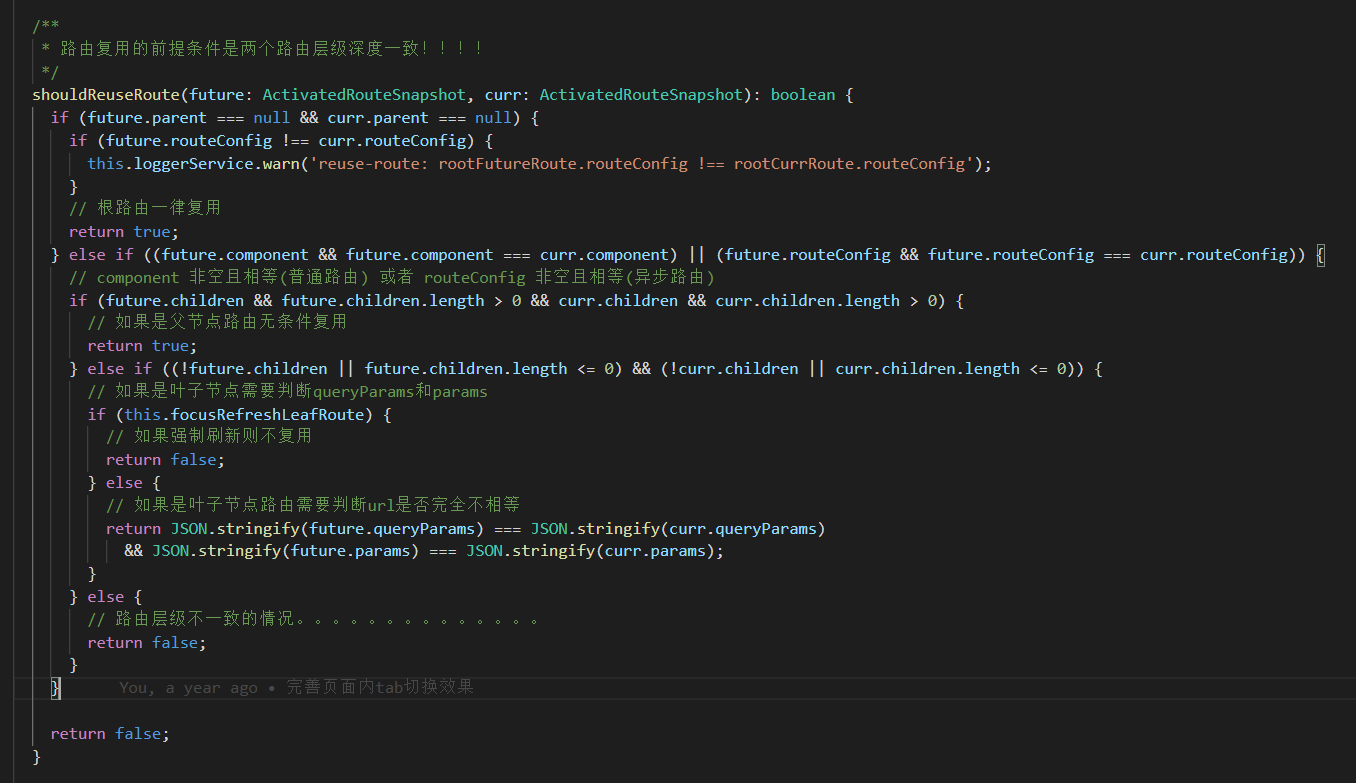 /**
 * 路由复用的前提条件是两个路由层级深度一致!!!!
 */
shouldReuseRoute(future: ActivatedRouteSnapshot, curr: ActivatedRouteSnapshot): boolean {
  if (future.parent === null && curr.parent === null) {
    if (future.routeConfig !== curr.routeConfig) {
      this.loggerService.warn('reuse-route: rootFutureRoute.routeConfig !== rootCurrRoute.routeConfig');
    }
    // 根路由一律复用
    return true;
  } else if ((future.component && future.component === curr.component) || (future.routeConfig && future.routeConfig === curr.routeConfig)) {
    // component 非空且相等(普通路由) 或者 routeConfig 非空且相等(异步路由)
    if (future.children && future.children.length > 0 && curr.children && curr.children.length > 0) {
      // 如果是父节点路由无条件复用
      return true;
    } else if ((!future.children || future.children.length <= 0) && (!curr.children || curr.children.length <= 0)) {
      // 如果是叶子节点需要判断queryParams和params
      if (this.focusRefreshLeafRoute) {
        // 如果强制刷新则不复用
        return false;
      } else {
        // 如果是叶子节点路由需要判断url是否完全不相等
        return JSON.stringify(future.queryParams) === JSON.stringify(curr.queryParams)
          && JSON.stringify(future.params) === JSON.stringify(curr.params);
      }
    } else {
      // 路由层级不一致的情况。。。。。。。。。。。。。。
      return false;
    }
  }      You, a year ago • 完善页面内tab切换效果
  return false;
}